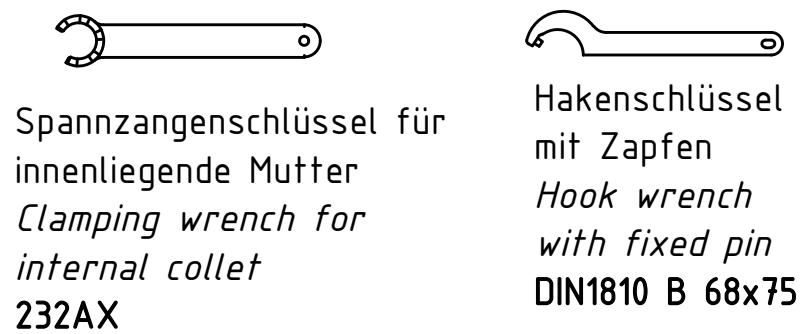 Spannzangenschlüssel für
innenliegende Mutter
Clamping wrench for
internal collet
232AX
Hakenschlüssel
mit Zapfen
Hook wrench
with fixed pin
DIN1810 B 68x75